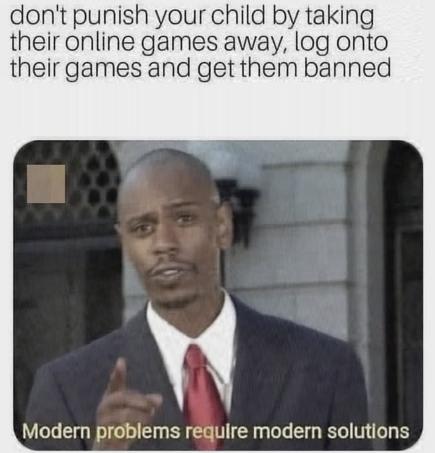 don't punish your child by taking
their online games away, log onto
their games and get them banned
Modern problems require modern solutions